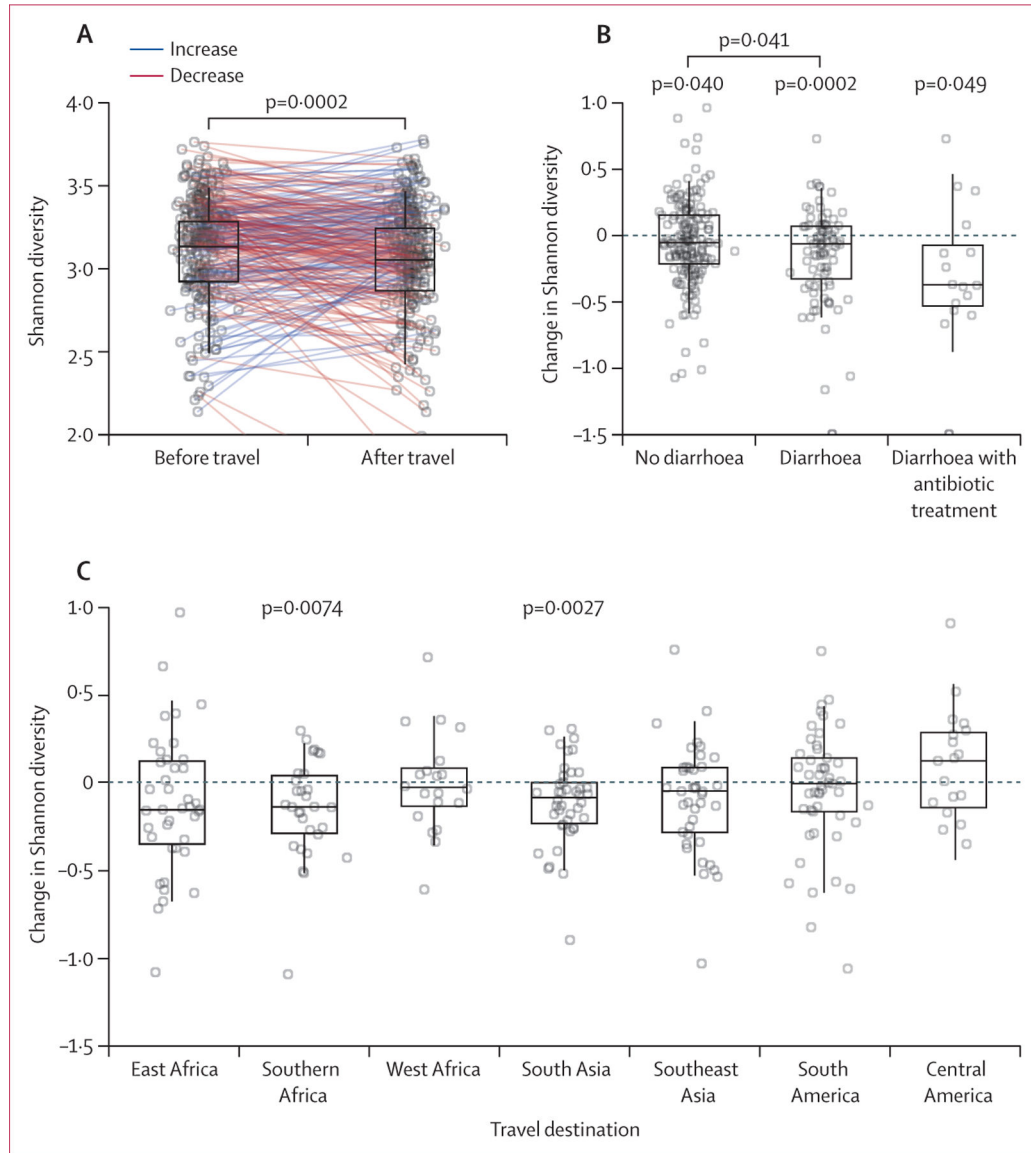 A
Increase
Decrease
p=0·0002
4·0
3·5
3·0
2·5
2·0
Shannon diversity
Before travel
After travel
B
p=0·041
p=0·040
p=0·0002
p=0·049
1·0
0·5
0
−0·5
−1·0
−1·5
Change in Shannon diversity
No diarrhoea
Diarrhoea
Diarrhoea with
antibiotic
treatment
C
p=0·0074
p=0·0027
1·0
0·5
0
−0·5
−1·0
−1·5
Change in Shannon diversity
East Africa
Southern
Africa
West Africa
South Asia
Southeast
Asia
South
America
Central
America
Travel destination